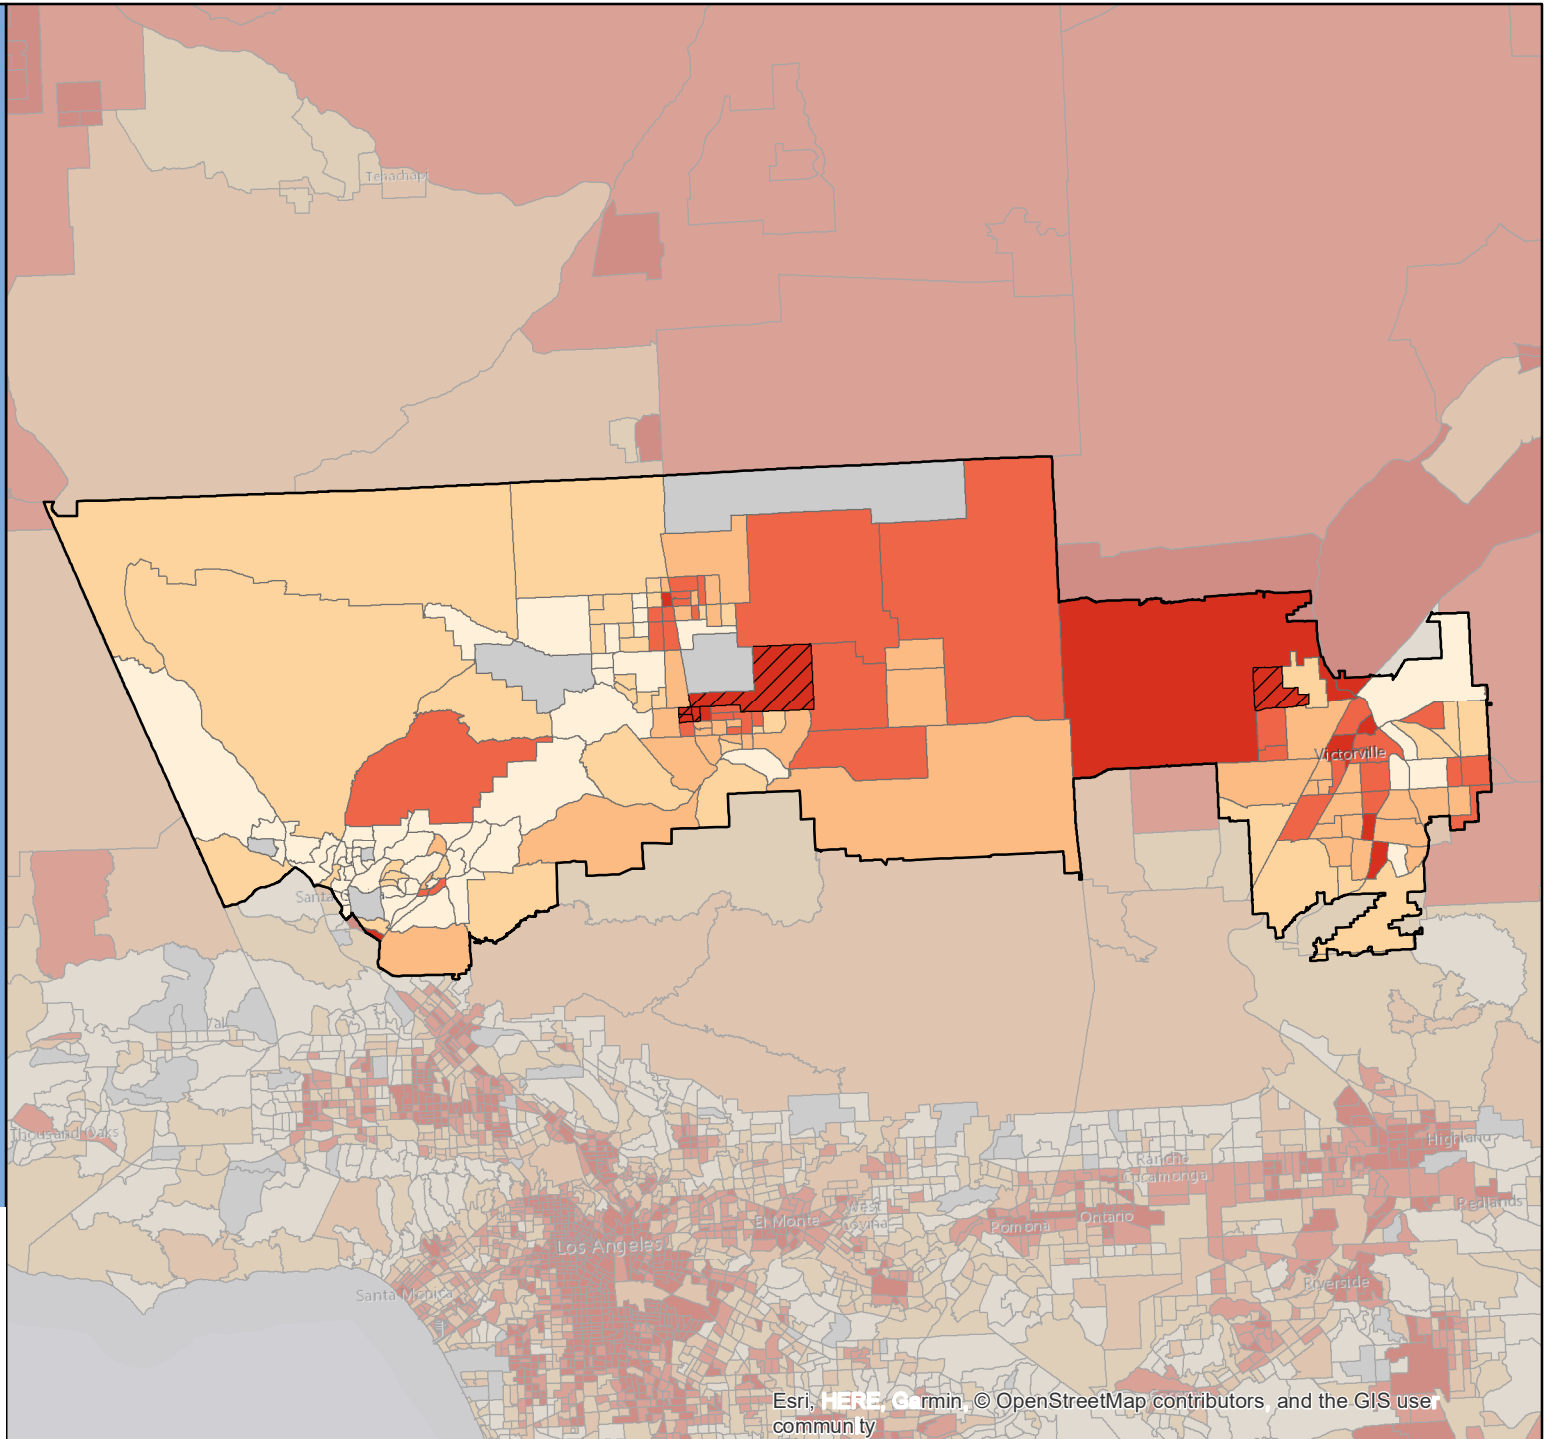 Tehachapi
Victorville
Santa
Thousand Oaks
Highland
Rancho
Cucamonga
Redlands
West
Covina
El Monte
Pomona
Ontario
Los Angeles
Riverside
Santa Monica
Esri, HERE, Garmin, © OpenStreetMap contributors, and the GIS user
community